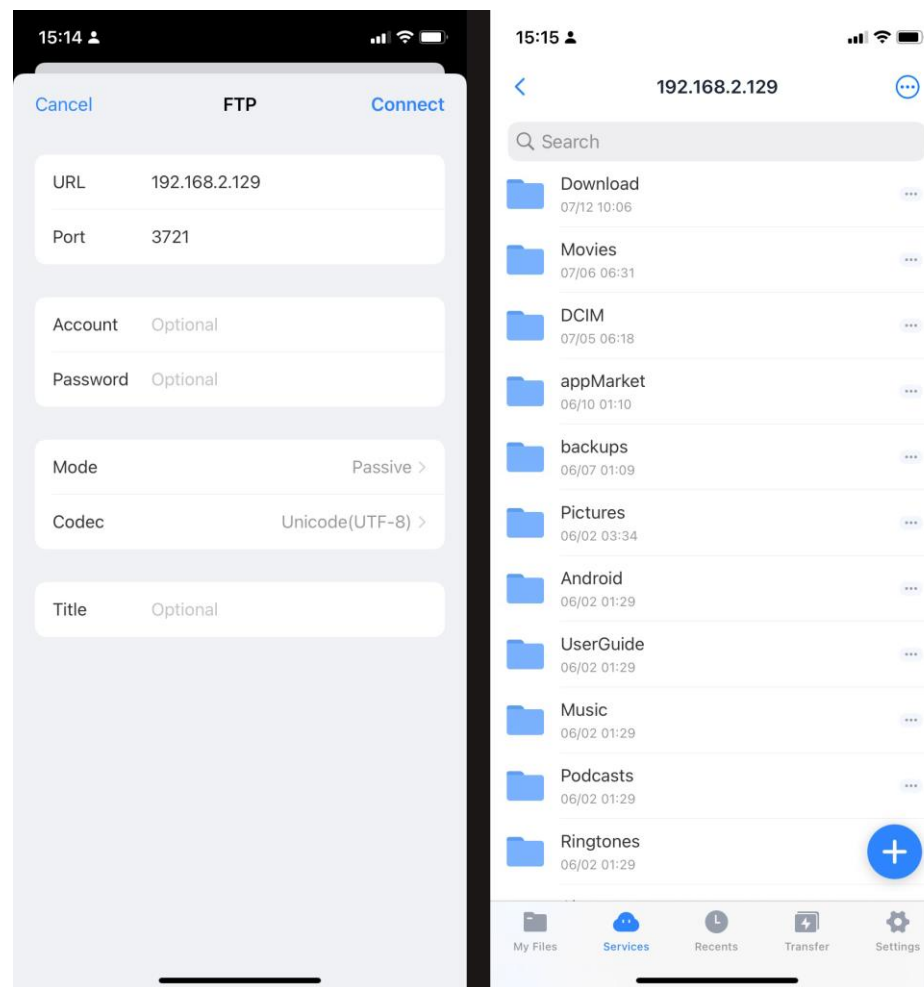 15:14
Cancel FTP Connect
URL 192.168.2.129
Port 3721
Account Optional
Password Optional
Mode Passive >
Codec Unicode(UTF-8) >
Title Optional
15:15
192.168.2.129
Search
Download
07/12 10:06
Movies
07/06 06:31
DCIM
07/05 06:18
appMarket
06/10 01:10
backups
06/07 01:09
Pictures
06/02 03:34
Android
06/02 01:29
UserGuide
06/02 01:29
Music
06/02 01:29
Podcasts
06/02 01:29
Ringtones
06/02 01:29
My Files Services Recents Transfer Settings